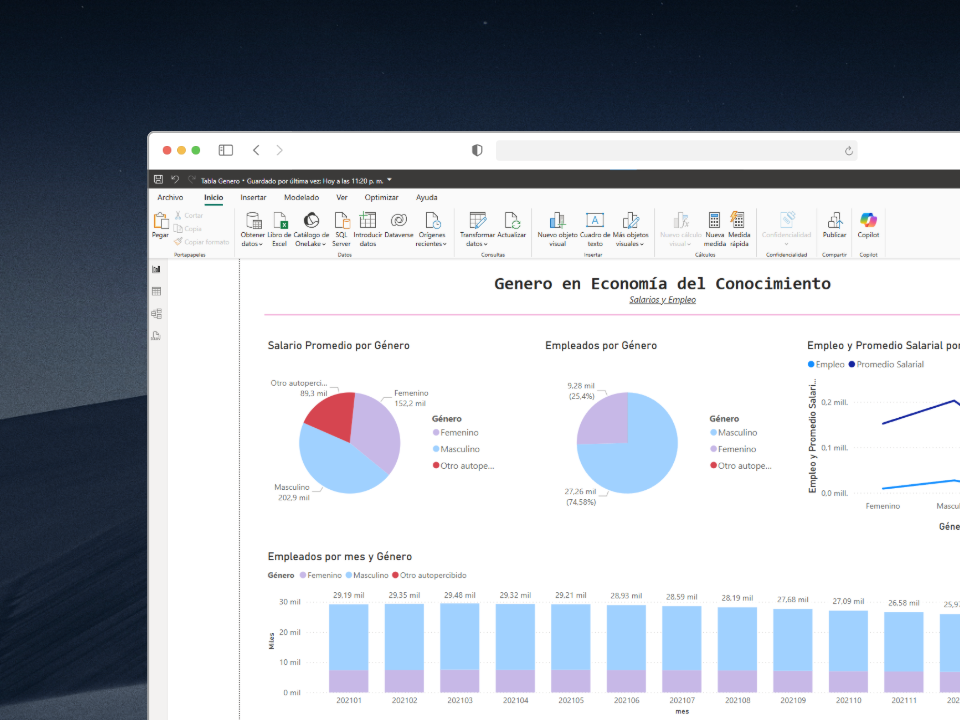 Tabla Genero • Guardado por última vez: Hoy a las 11:20 p. m.
Archivo Inicio Insertar Modelado Ver Optimizar Ayuda
Pegar
Cortar
Copia
Copiar formato
Portapapeles
Obtener datos
Libro de Excel
Catálogo de OneLake
SQL Server
Introducir datos
Dataverse
Orígenes recientes
Datos
Transformar datos
Actualizar
Consultas
Nuevo objeto visual
Cuadro de texto
Más objetos visuales
Insertar
Nuevo cálculo visual
Nueva medida
Medida rápida
Cálculos
Confidencialidad
Confidencialidad
Publicar
Compartir
Copilot
Copilot
Genero en Economía del Conocimiento
Salarios y Empleo
Salario Promedio por Género
Otro autoperci...
89,3 mil
Femenino
152,2 mil
Masculino
202,9 mil
Género
Femenino
Masculino
Otro autope...
Empleados por Género
9,28 mil
(25,4%)
27,26 mil
(74.58%)
Género
Masculino
Femenino
Otro autope...
Empleo y Promedio Salarial por
Empleo Promedio Salarial
Empleo y Promedio Salari...
0,2 mill.
0,1 mill.
0,0 mill.
Femenino Mascul
Géne
Empleados por mes y Género
Género Femenino Masculino Otro autopercibido
Miles
30 mil
20 mil
10 mil
0 mil
29.19 mil 29.35 mil 29.48 mil 29.32 mil 29.21 mil 28,93 mil 28.59 mil 28.19 mil 27,68 mil 27,09 mil 26.58 mil 25,9
202101 202102 202103 202104 202105 202106 202107 202108 202109 202110 202111 202
mes